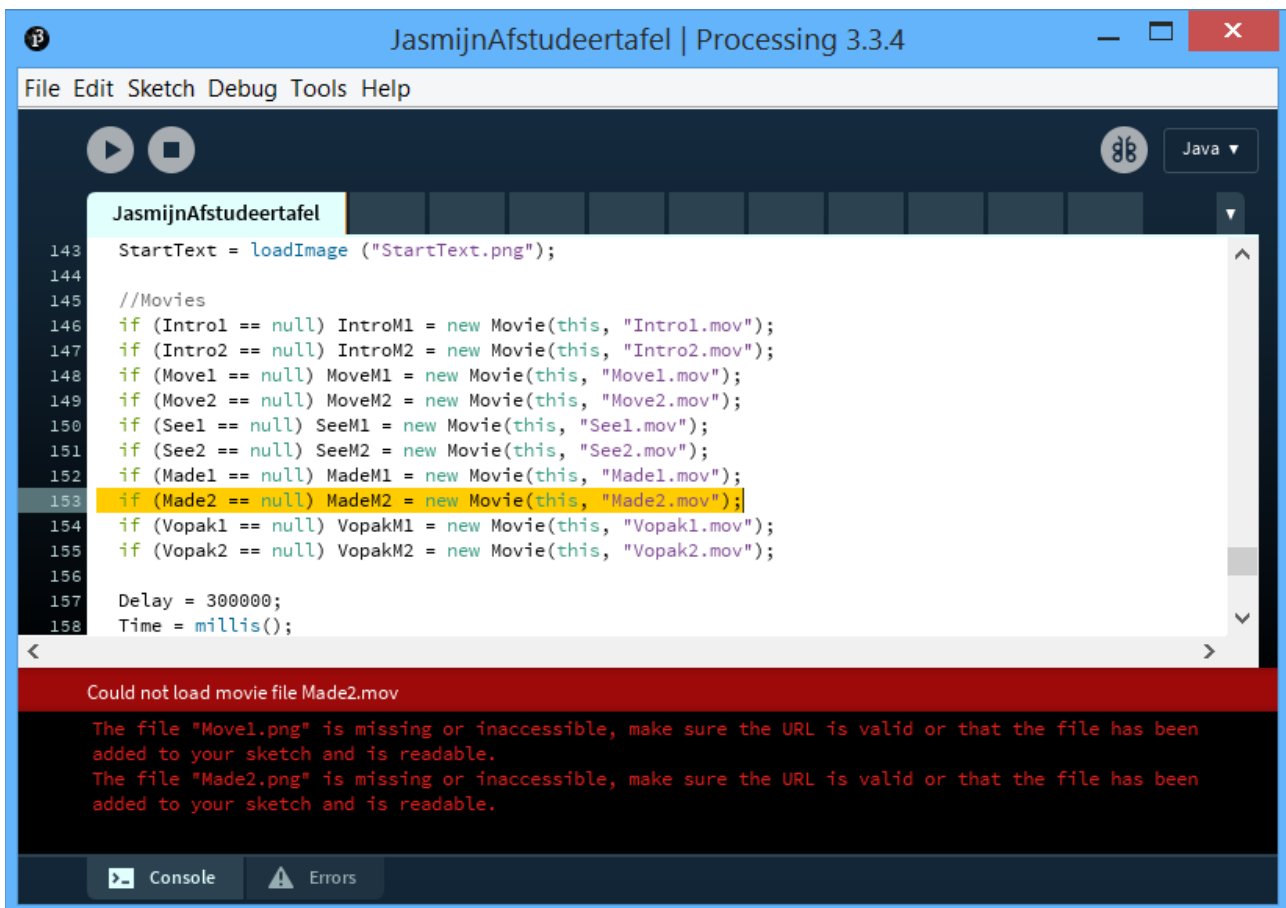 JasmijnAfstudeertafel | Processing 3.3.4
File Edit Sketch Debug Tools Help
Java ▼
JasmijnAfstudeertafel
143 StartText = loadImage ("StartText.png");
144
145 //Movies
146 if (Intro1 == null) IntroM1 = new Movie(this, "Intro1.mov");
147 if (Intro2 == null) IntroM2 = new Movie(this, "Intro2.mov");
148 if (Move1 == null) MoveM1 = new Movie(this, "Move1.mov");
149 if (Move2 == null) MoveM2 = new Movie(this, "Move2.mov");
150 if (See1 == null) SeeM1 = new Movie(this, "See1.mov");
151 if (See2 == null) SeeM2 = new Movie(this, "See2.mov");
152 if (Made1 == null) MadeM1 = new Movie(this, "Made1.mov");
153 if (Made2 == null) MadeM2 = new Movie(this, "Made2.mov");
154 if (Vopak1 == null) VopakM1 = new Movie(this, "Vopak1.mov");
155 if (Vopak2 == null) VopakM2 = new Movie(this, "Vopak2.mov");
156
157 Delay = 300000;
158 Time = millis();
Could not load movie file Made2.mov
The file "Move1.png" is missing or inaccessible, make sure the URL is valid or that the file has been
added to your sketch and is readable.
The file "Made2.png" is missing or inaccessible, make sure the URL is valid or that the file has been
added to your sketch and is readable.
Console Errors